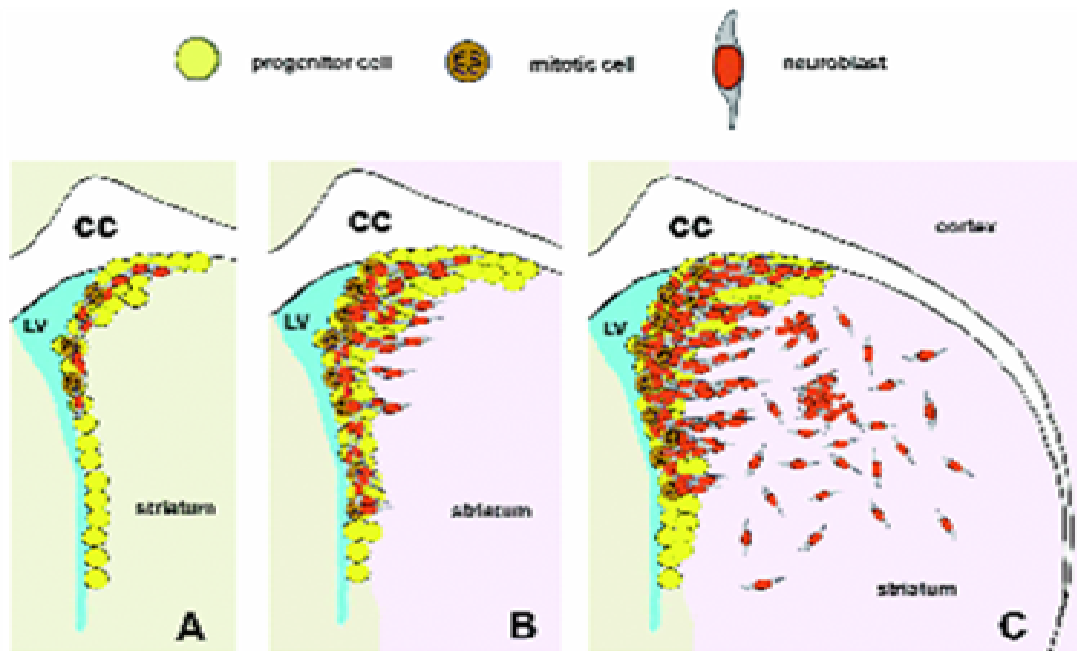 progenitor cell
mitotic cell
neuroblast
CC
LV
striatum
A
CC
LV
striatum
B
CC
cortex
LV
striatum
C